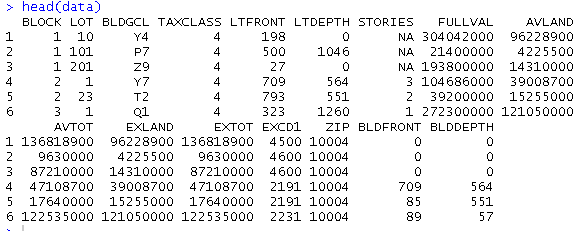 > head(data)
BLOCK LOT BLDGCL TAXCLASS LTFRONT LTDEPTH STORIES FULLVAL AVLAND
1 1 10 Y4 4 198 0 NA 304042000 96228900
2 1 101 P7 4 500 1046 NA 21400000 4225500
3 1 201 Z9 4 27 0 NA 193800000 14310000
4 2 1 Y7 4 709 564 3 104686000 39008700
5 2 23 T2 4 793 551 2 39200000 15255000
6 3 1 Q1 4 323 1260 1 272300000 121050000
AVTOT EXLAND EXTOT EXCD1 ZIP BLDFRONT BLDDEPTH
1 136818900 96228900 136818900 4500 10004 0 0
2 9630000 4225500 9630000 4600 10004 0 0
3 87210000 14310000 87210000 4600 10004 0 0
4 47108700 39008700 47108700 2191 10004 709 564
5 17640000 15255000 17640000 2191 10004 85 551
6 122535000 121050000 122535000 2231 10004 89 57
>